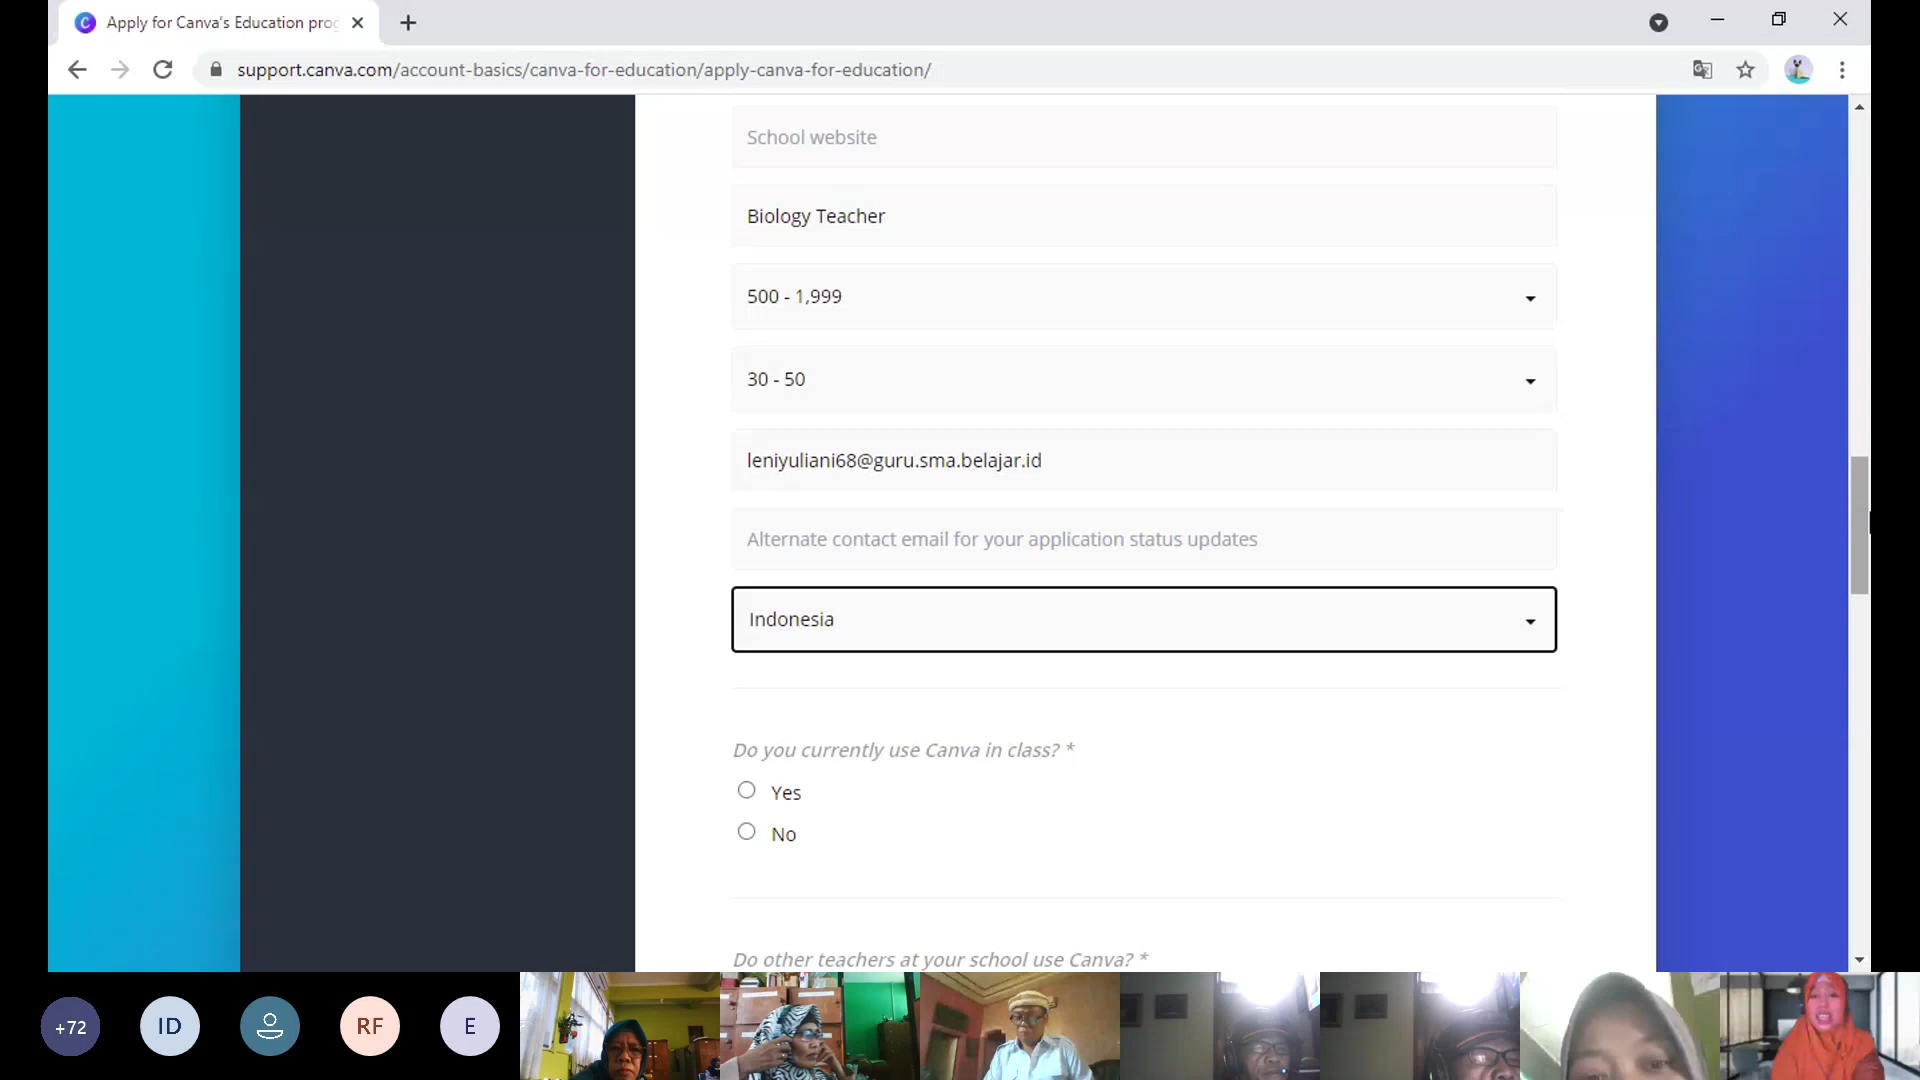 Apply for Canva's Education prog
support.canva.com/account-basics/canva-for-education/apply-canva-for-education/
School website
Biology Teacher
500 - 1,999
30 - 50
leniyuliani68@guru.sma.belajar.id
Alternate contact email for your application status updates
Indonesia
Do you currently use Canva in class? *
Yes
No
Do other teachers at your school use Canva? *
+72
ID
RF
E